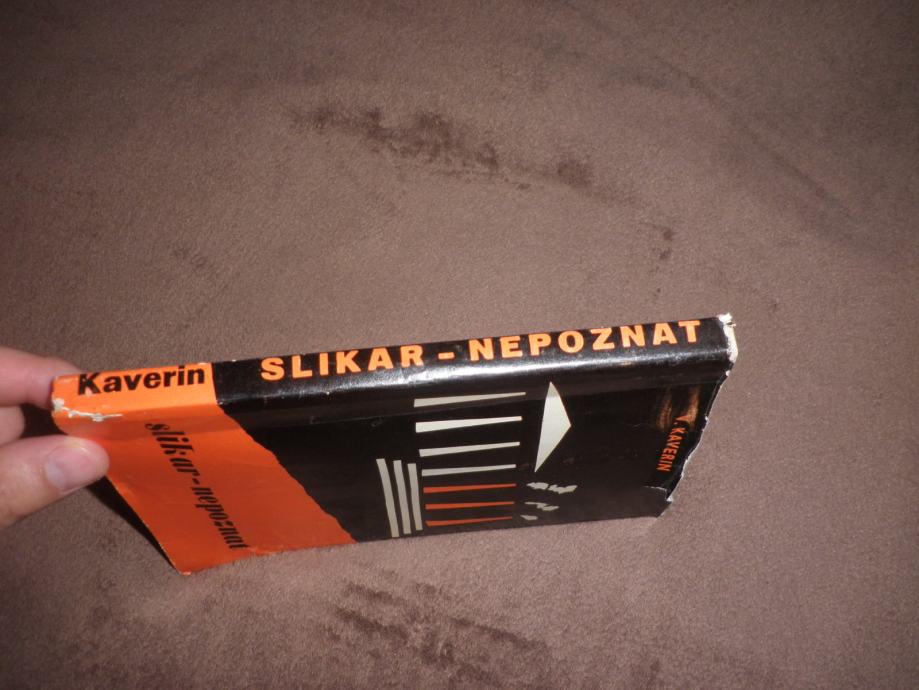 Kaverin
SLIKAR - NEPOZNAT
slikar-nepoznat
V. KAVERIN